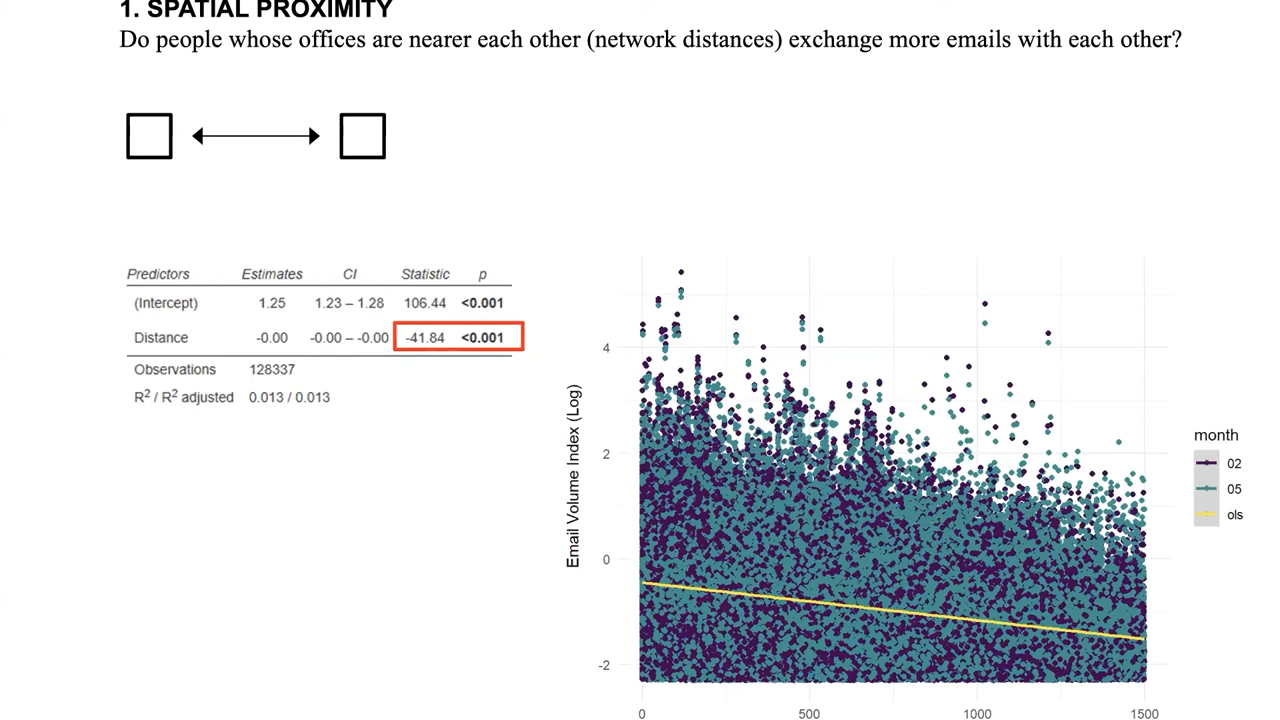 1. SPATIAL PROXIMITY
Do people whose offices are nearer each other (network distances) exchange more emails with each other?
Predictors Estimates CI Statistic p
(Intercept) 1.25 1.23 – 1.28 106.44 <0.001
Distance -0.00 -0.00 – -0.00 -41.84 <0.001
Observations 128337
R2 / R2 adjusted 0.013 / 0.013
Email Volume Index (Log)
4
2
0
-2
0 500 1000 1500
month
02
05
ols